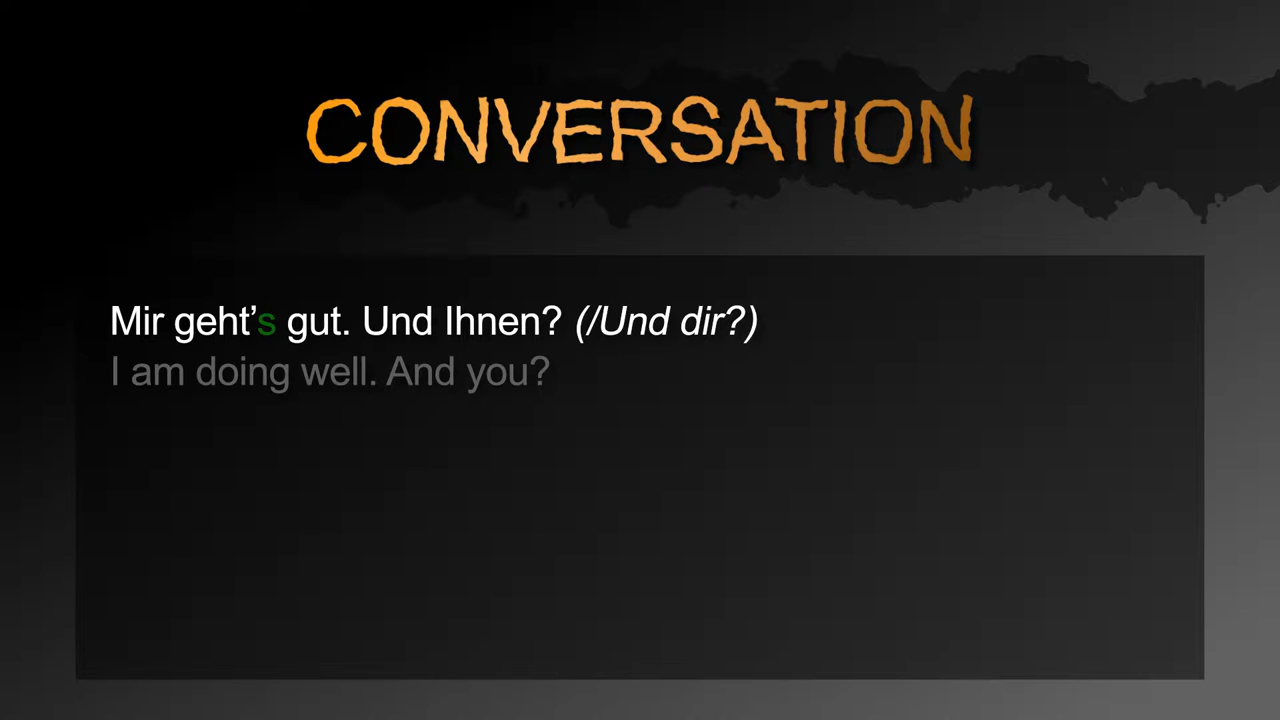 CONVERSATION
Mir geht’s gut. Und Ihnen? (/Und dir?)
I am doing well. And you?